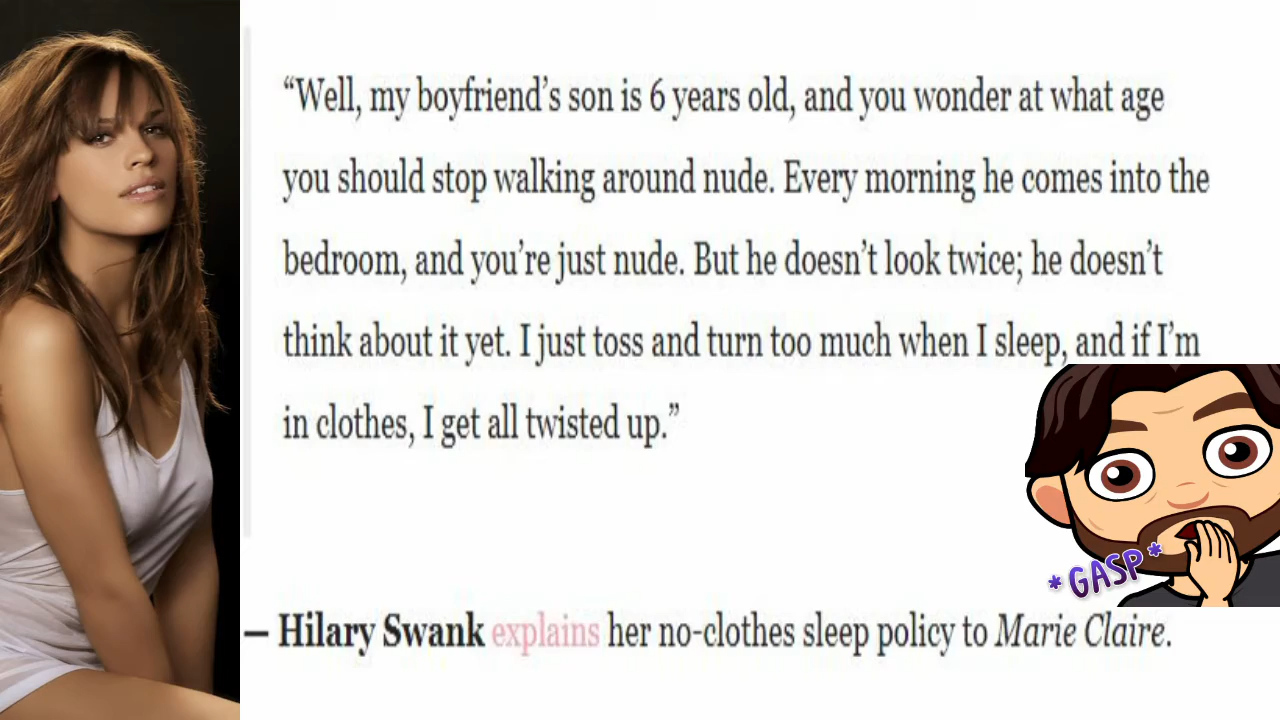 “Well, my boyfriend’s son is 6 years old, and you wonder at what age
you should stop walking around nude. Every morning he comes into the
bedroom, and you’re just nude. But he doesn’t look twice; he doesn’t
think about it yet. I just toss and turn too much when I sleep, and if I’m
in clothes, I get all twisted up.”
*GASP*
— Hilary Swank explains her no-clothes sleep policy to Marie Claire.